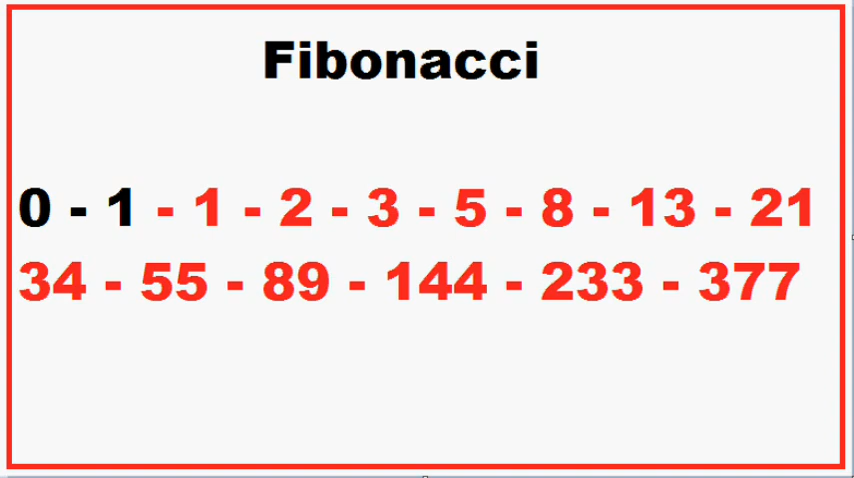 Fibonacci
0 - 1 - 1 - 2 - 3 - 5 - 8 - 13 - 21
34 - 55 - 89 - 144 - 233 - 377